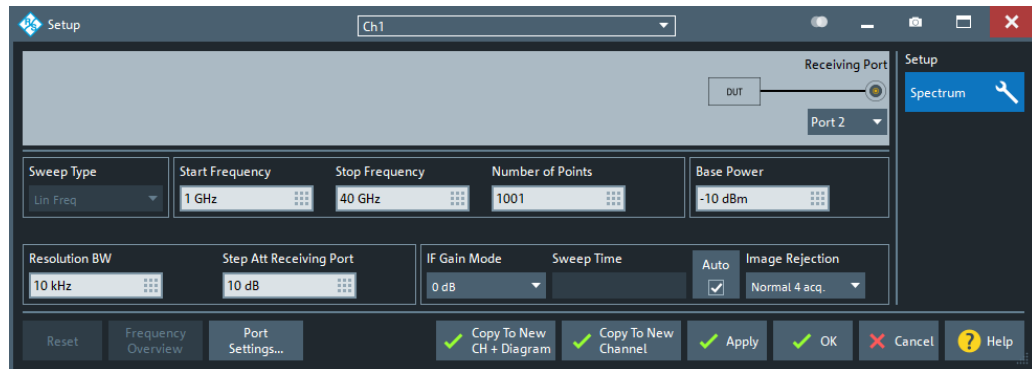 Setup
Ch1
Receiving Port
DUT
Port 2
Setup
Spectrum
Sweep Type
Start Frequency
Stop Frequency
Number of Points
Base Power
Lin Freq
1 GHz
40 GHz
1001
-10 dBm
Resolution BW
Step Att Receiving Port
IF Gain Mode
Sweep Time
Auto
Image Rejection
10 kHz
10 dB
0 dB
Normal 4 acq.
Reset
Frequency
Overview
Port
Settings...
Copy To New
CH + Diagram
Copy To New
Channel
Apply
OK
Cancel
Help